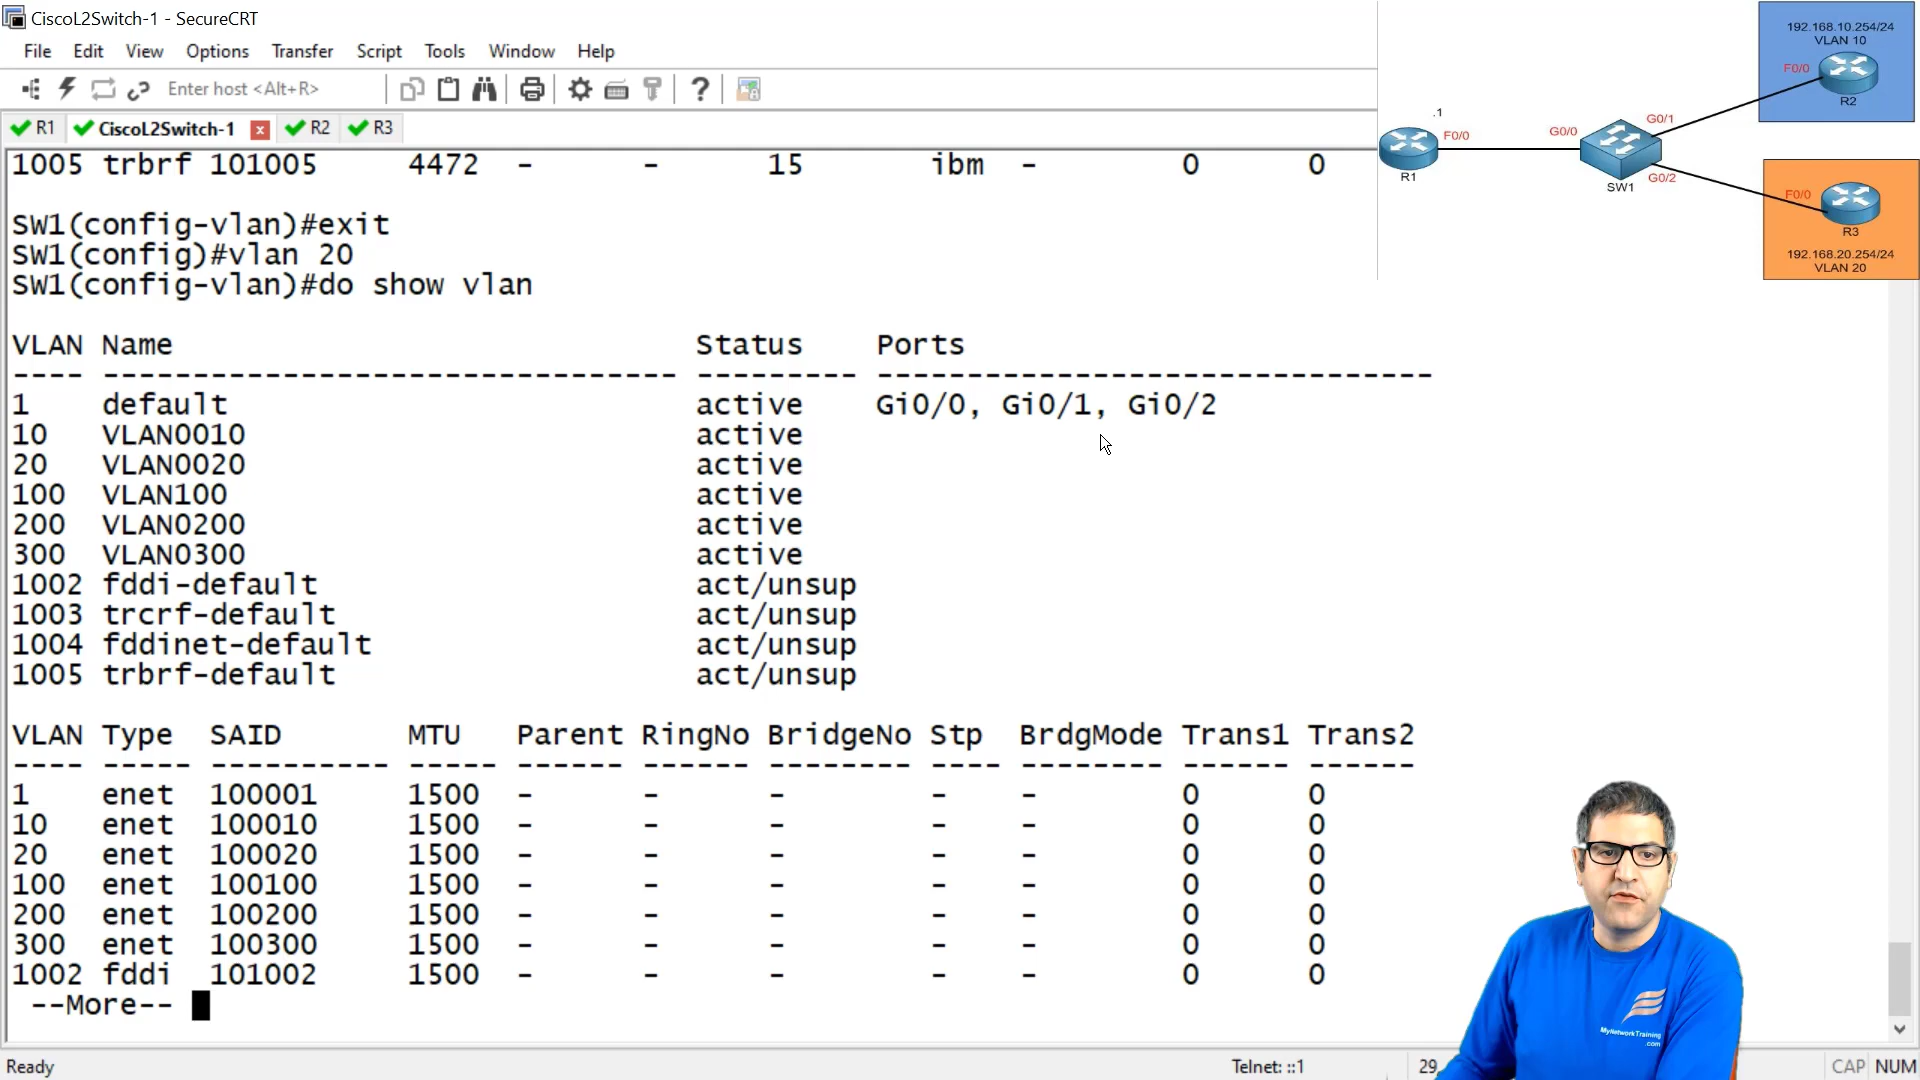 CiscoL2Switch-1 - SecureCRT
File Edit View Options Transfer Script Tools Window Help
Enter host <Alt+R>
R1 CiscoL2Switch-1 R2 R3
1005 trbrf 101005 4472 - - 15 ibm - 0 0
SW1(config-vlan)#exit
SW1(config)#vlan 20
SW1(config-vlan)#do show vlan
VLAN Name Status Ports
---- -------------------------------- --------- -------------------------------
1 default active Gi0/0, Gi0/1, Gi0/2
10 VLAN0010 active
20 VLAN0020 active
100 VLAN100 active
200 VLAN0200 active
300 VLAN0300 active
1002 fddi-default act/unsup
1003 trcrf-default act/unsup
1004 fddinet-default act/unsup
1005 trbrf-default act/unsup
VLAN Type SAID MTU Parent RingNo BridgeNo Stp BrdgMode Trans1 Trans2
---- ----- ---------- ----- ------ ------ -------- ---- -------- ------ ------
1 enet 100001 1500 - - - - - 0 0
10 enet 100010 1500 - - - - - 0 0
20 enet 100020 1500 - - - - - 0 0
100 enet 100100 1500 - - - - - 0 0
200 enet 100200 1500 - - - - - 0 0
300 enet 100300 1500 - - - - - 0 0
1002 fddi 101002 1500 - - - - - 0 0
--More--
Ready Telnet: ::1 29 CAP NUM
192.168.10.254/24
VLAN 10
F0/0
R2
.1
F0/0
R1
G0/0
G0/1
G0/2
SW1
F0/0
R3
192.168.20.254/24
VLAN 20
MyNetworkTraining
.com